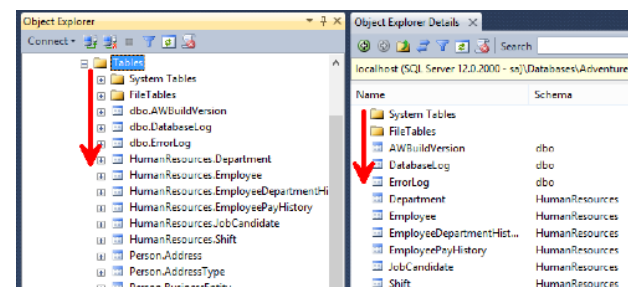 Object Explorer
Connect
Tables
System Tables
FileTables
dbo.AWBuildVersion
dbo.DatabaseLog
dbo.ErrorLog
HumanResources.Department
HumanResources.Employee
HumanResources.EmployeeDepartmentHi
HumanResources.EmployeePayHistory
HumanResources.JobCandidate
HumanResources.Shift
Person.Address
Person.AddressType
Person.BusinessEntity
Object Explorer Details
Search
localhost (SQL Server 12.0.2000 - sa)\Databases\Adventure
Name Schema
System Tables
FileTables
AWBuildVersion dbo
DatabaseLog dbo
ErrorLog dbo
Department HumanResources
Employee HumanResources
EmployeeDepartmentHist... HumanResources
EmployeePayHistory HumanResources
JobCandidate HumanResources
Shift HumanResources